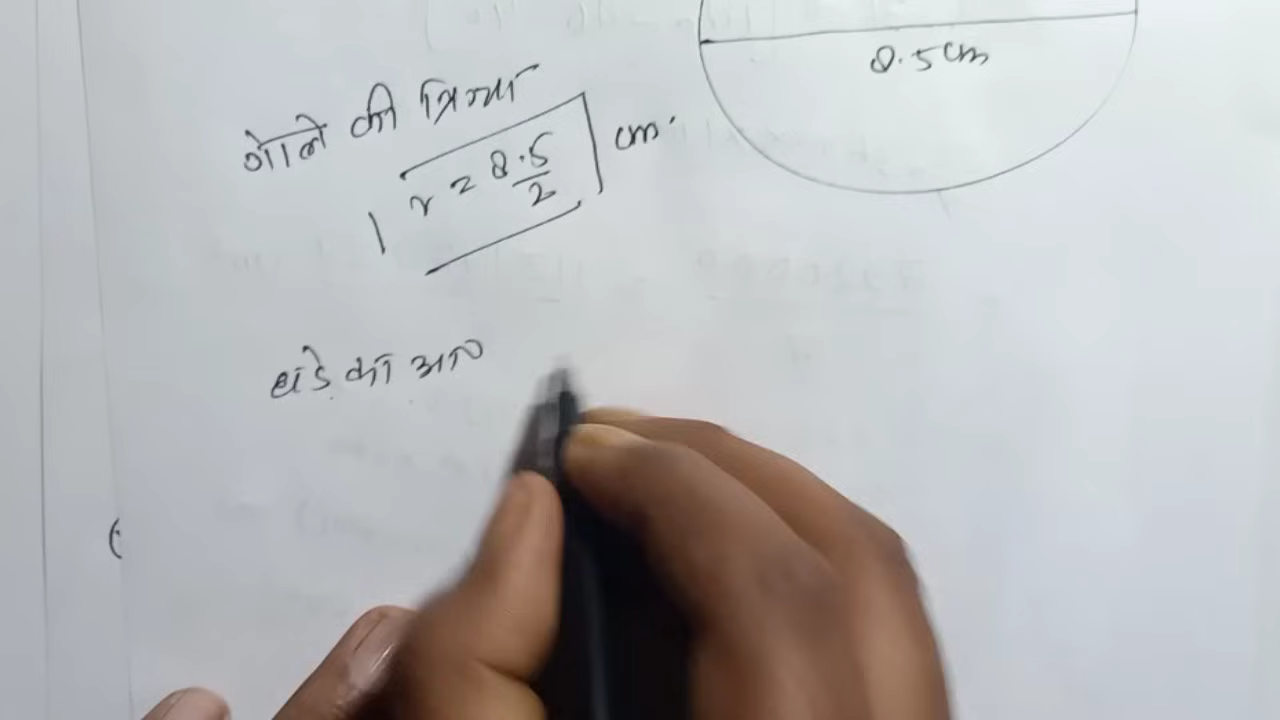 8.5 cm
गोले की त्रिज्या
r = 8.5/2 cm.
का आय
(